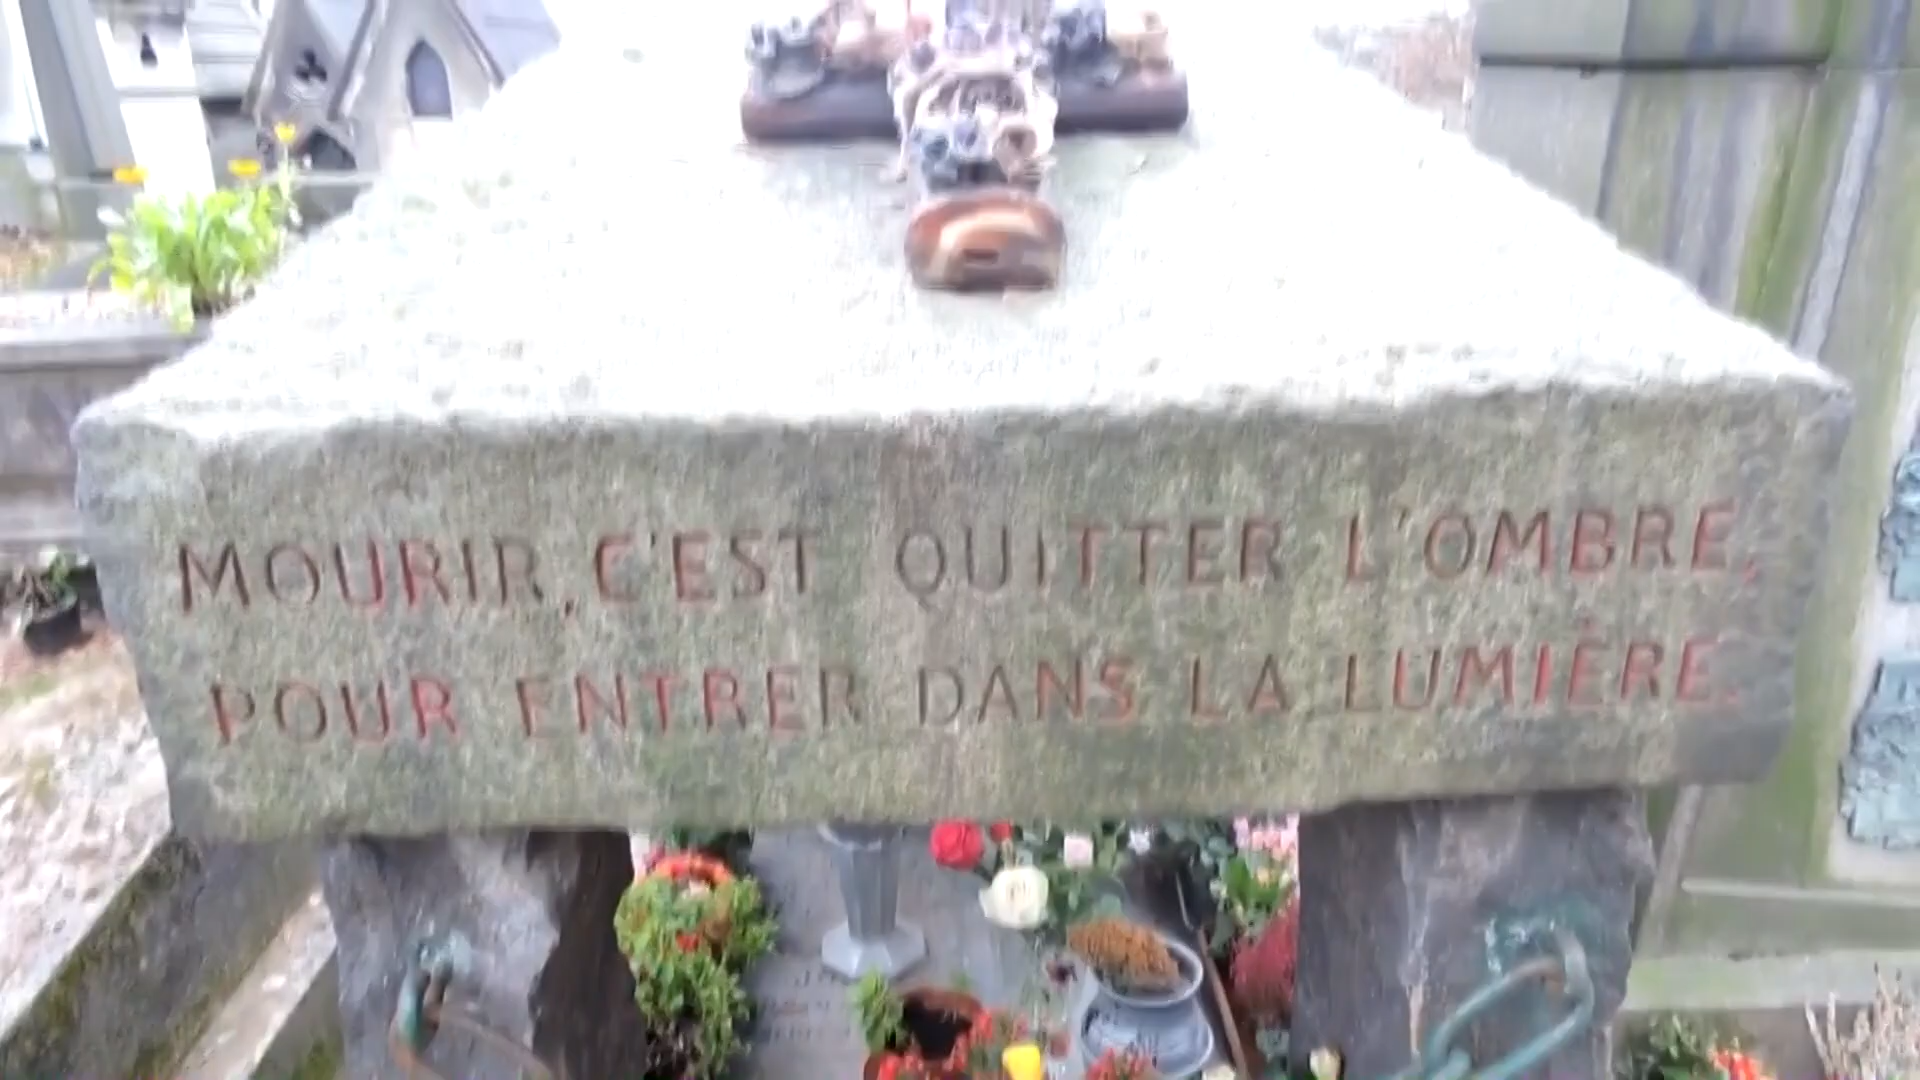 MOURIR, C'EST QUITTER L'OMBRE,
POUR ENTRER DANS LA LUMIÈRE.